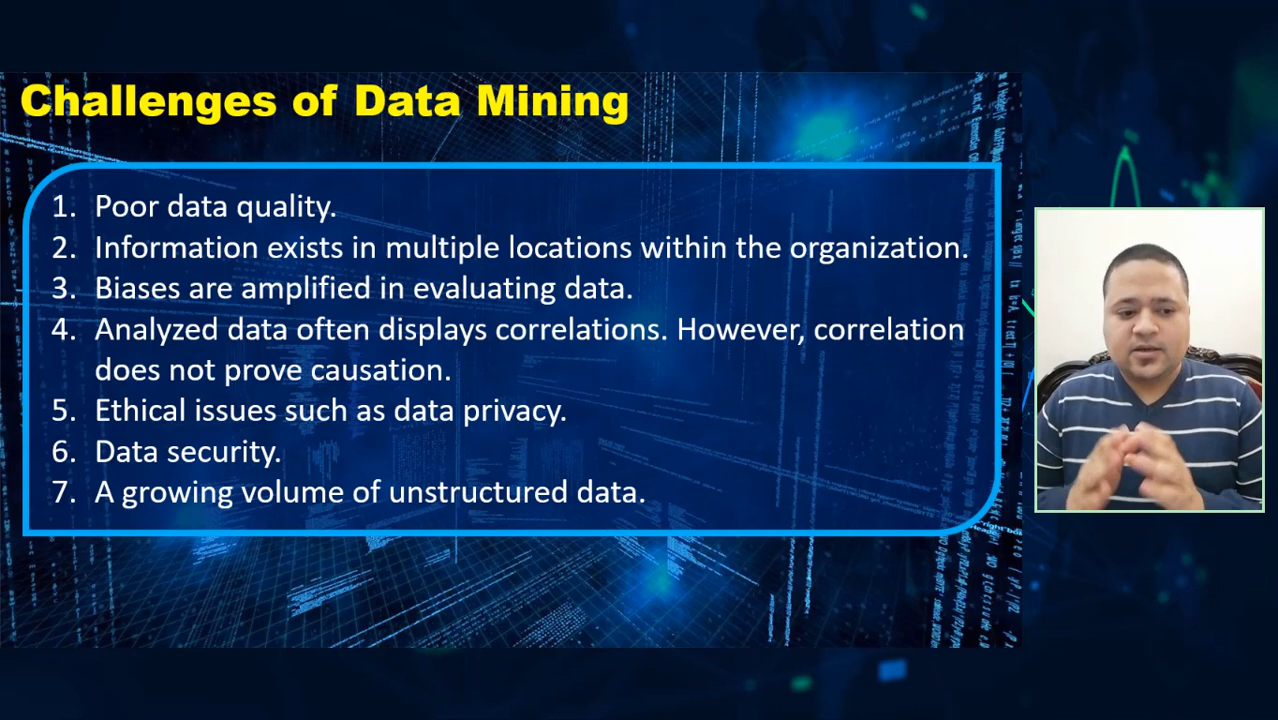 Challenges of Data Mining
1. Poor data quality.
2. Information exists in multiple locations within the organization.
3. Biases are amplified in evaluating data.
4. Analyzed data often displays correlations. However, correlation
does not prove causation.
5. Ethical issues such as data privacy.
6. Data security.
7. A growing volume of unstructured data.